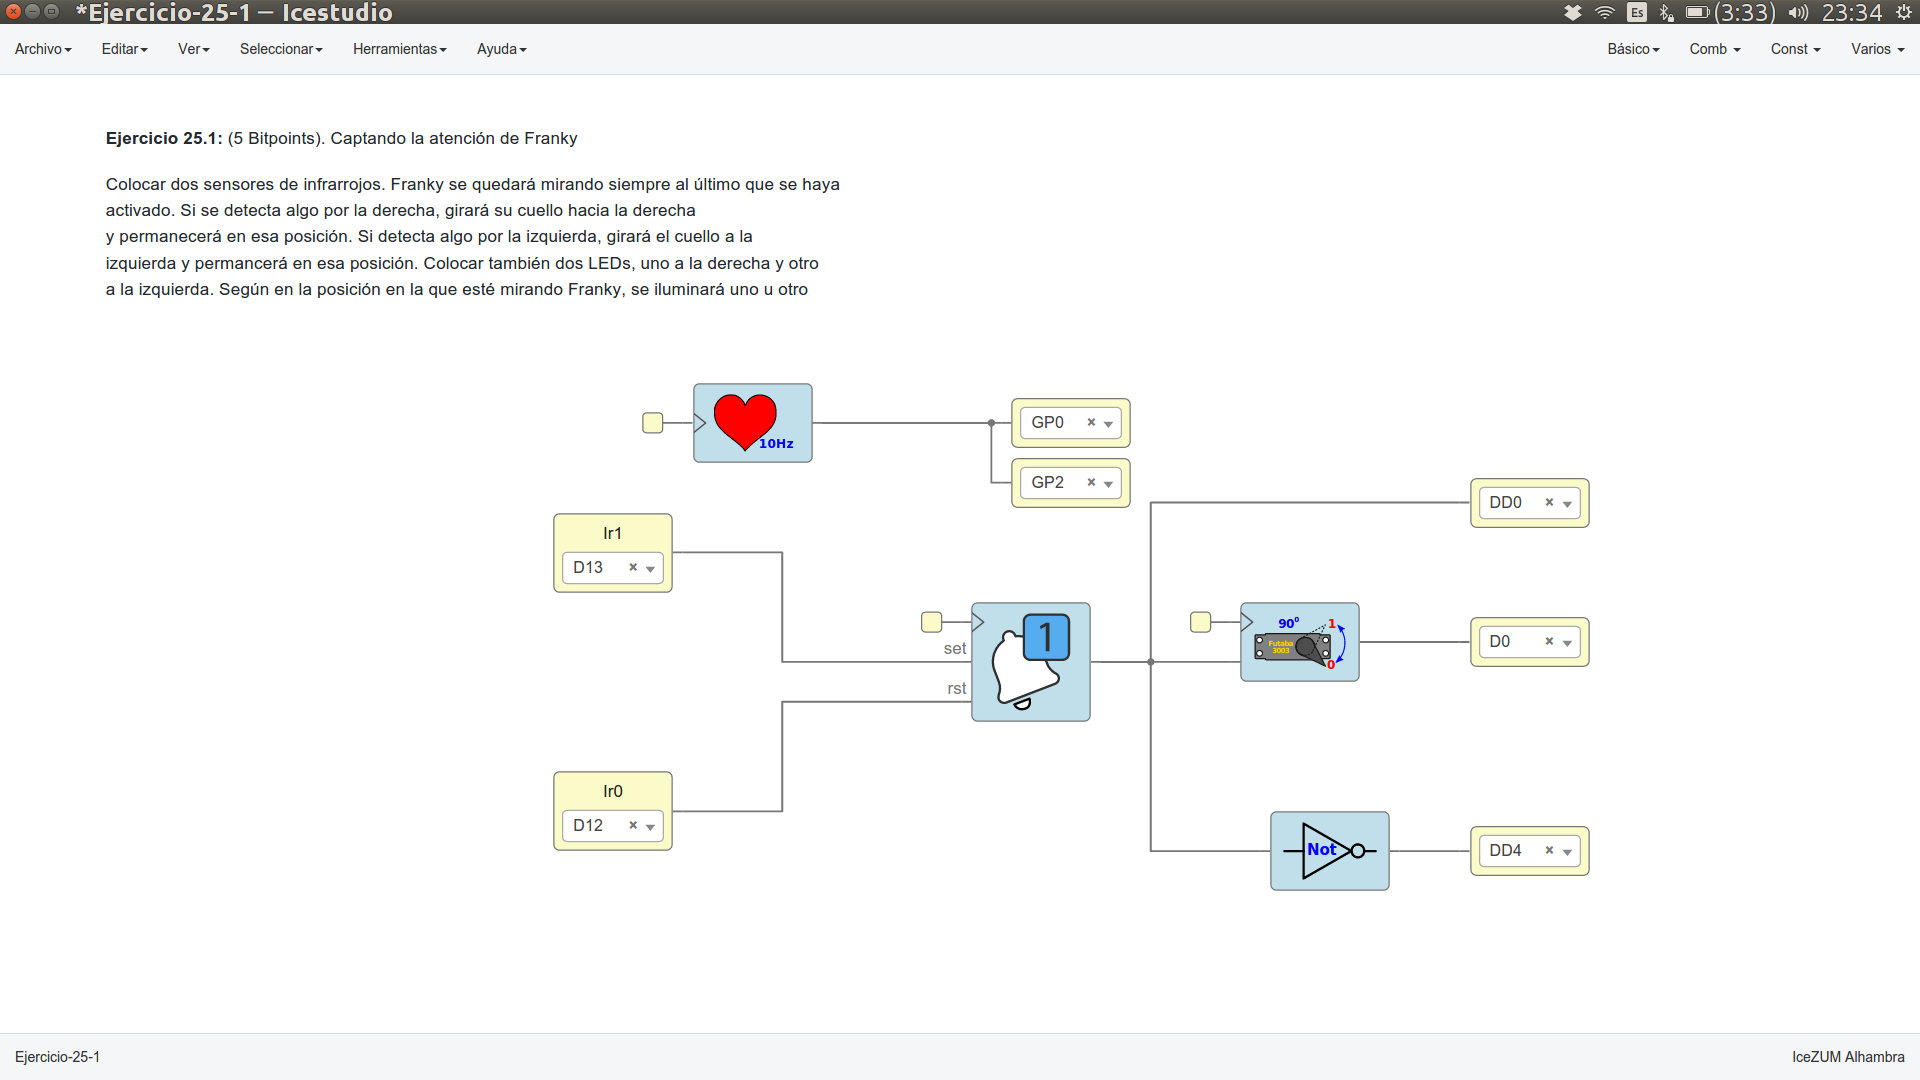 *Ejercicio-25-1 — Icestudio
Es
(3:33)
23:34
Archivo
Editar
Ver
Seleccionar
Herramientas
Ayuda
Básico
Comb
Const
Varios
Ejercicio 25.1: (5 Bitpoints). Captando la atención de Franky
Colocar dos sensores de infrarrojos. Franky se quedará mirando siempre al último que se haya
activado. Si se detecta algo por la derecha, girará su cuello hacia la derecha
y permanecerá en esa posición. Si detecta algo por la izquierda, girará el cuello a la
izquierda y permancerá en esa posición. Colocar también dos LEDs, uno a la derecha y otro
a la izquierda. Según en la posición en la que esté mirando Franky, se iluminará uno u otro
10Hz
GP0
GP2
DD0
Ir1
D13
set
rst
1
90º
1
Futaba
3003
0
D0
Ir0
D12
Not
DD4
Ejercicio-25-1
IceZUM Alhambra